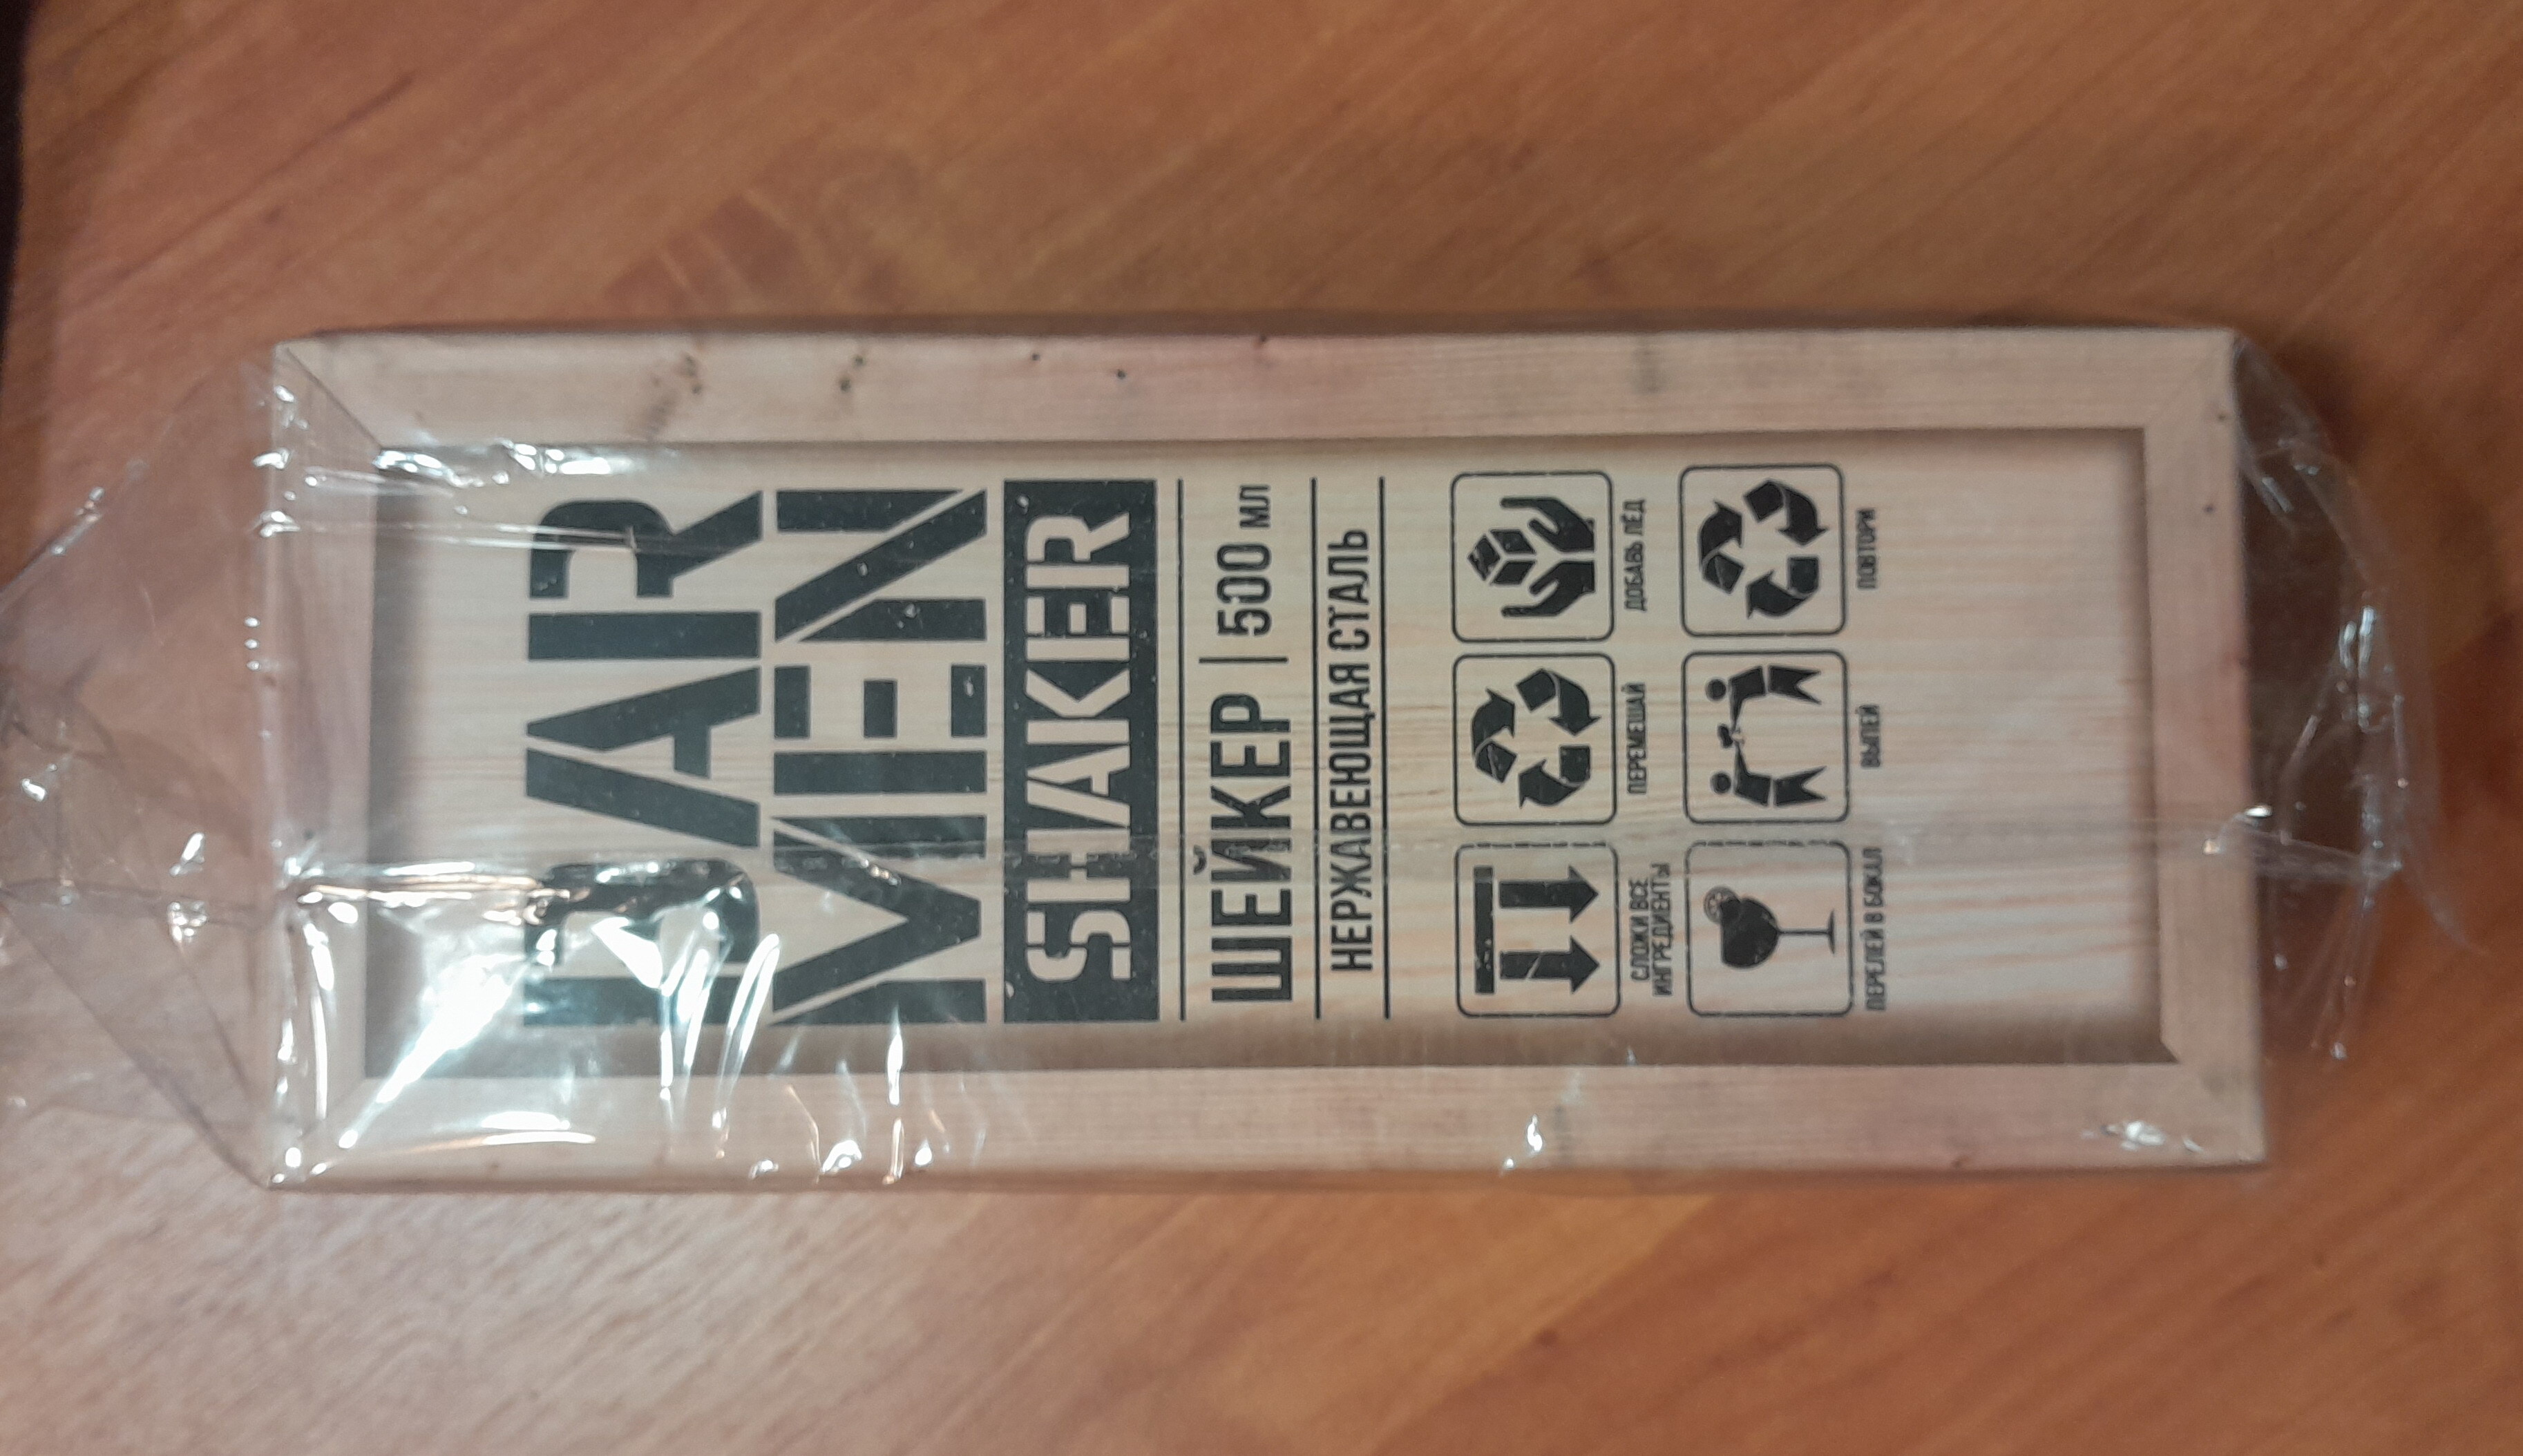 BAR
MEN
SHAKER
ШЕЙКЕР | 500 МЛ
НЕРЖАВЕЮЩАЯ СТАЛЬ
СЛОЖИ ВСЕ
ИНГРЕДИЕНТЫ
ПЕРЕМЕШАЙ
ДОБАВЬ ЛЁД
ПЕРЕЛЕЙ В БОКАЛ
ВЫПЕЙ
ПОВТОРИ